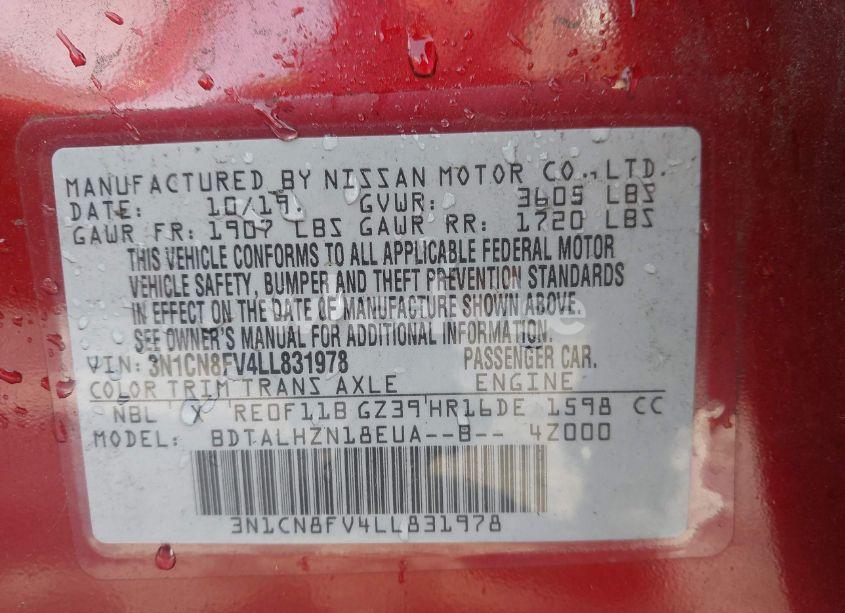 MANUFACTURED BY NISSAN MOTOR CO.,LTD.
DATE: 10/19. GVWR: 3605 LBS
GAWR FR: 1907 LBS GAWR RR: 1720 LBS
THIS VEHICLE CONFORMS TO ALL APPLICABLE FEDERAL MOTOR
VEHICLE SAFETY, BUMPER AND THEFT PREVENTION STANDARDS
IN EFFECT ON THE DATE OF MANUFACTURE SHOWN ABOVE.
SEE OWNER'S MANUAL FOR ADDITIONAL INFORMATION.
VIN: 3N1CN8FV4LL831978 PASSENGER CAR.
COLOR TRIM TRANS AXLE ENGINE
NBL X RE0F11B GZ39 HR16DE 1598 CC
MODEL: BDTALHZN18EUA--B-- 4Z000
3N1CN8FV4LL831978